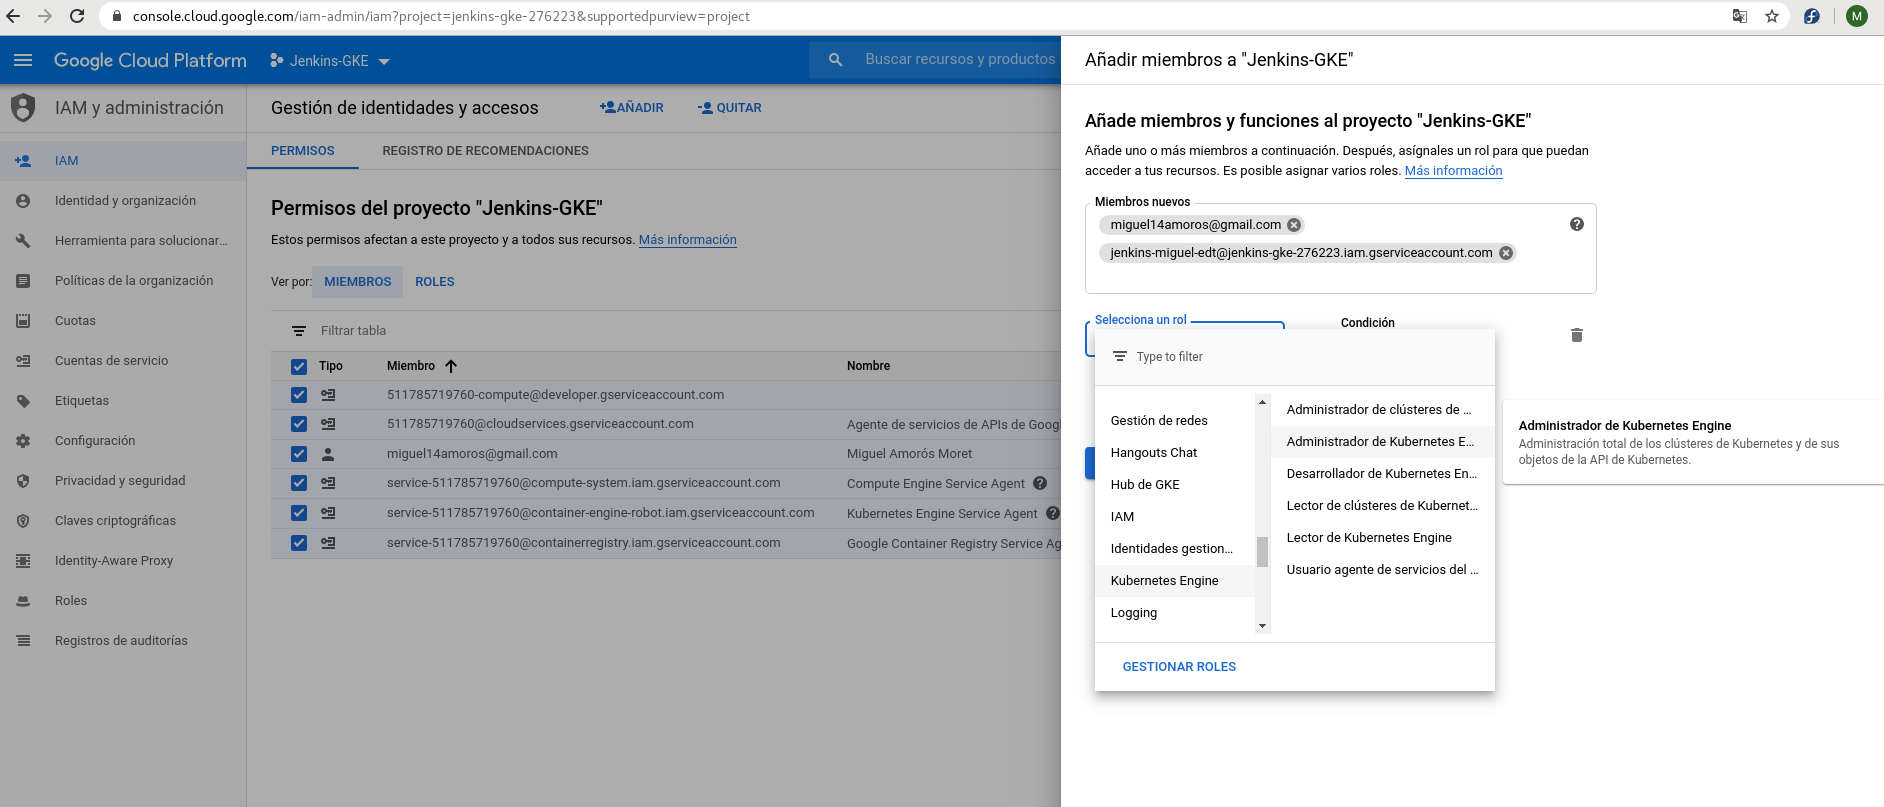 console.cloud.google.com/iam-admin/iam?project=jenkins-gke-276223&supportedpurview=project
M
Google Cloud Platform
Jenkins-GKE
Buscar recursos y productos
IAM y administración
IAM
Identidad y organización
Herramienta para solucionar...
Políticas de la organización
Cuotas
Cuentas de servicio
Etiquetas
Configuración
Privacidad y seguridad
Claves criptográficas
Identity-Aware Proxy
Roles
Registros de auditorías
Gestión de identidades y accesos
AÑADIR
QUITAR
PERMISOS
REGISTRO DE RECOMENDACIONES
Permisos del proyecto "Jenkins-GKE"
Estos permisos afectan a este proyecto y a todos sus recursos. Más información
Ver por: MIEMBROS ROLES
Filtrar tabla
Tipo Miembro Nombre
511785719760-compute@developer.gserviceaccount.com
511785719760@cloudservices.gserviceaccount.com Agente de servicios de APIs de Googl
miguel14amoros@gmail.com Miguel Amorós Moret
service-511785719760@compute-system.iam.gserviceaccount.com Compute Engine Service Agent
service-511785719760@container-engine-robot.iam.gserviceaccount.com Kubernetes Engine Service Agent
service-511785719760@containerregistry.iam.gserviceaccount.com Google Container Registry Service Ag
Añadir miembros a "Jenkins-GKE"
Añade miembros y funciones al proyecto "Jenkins-GKE"
Añade uno o más miembros a continuación. Después, asígnales un rol para que puedan
acceder a tus recursos. Es posible asignar varios roles. Más información
Miembros nuevos
miguel14amoros@gmail.com
jenkins-miguel-edt@jenkins-gke-276223.iam.gserviceaccount.com
Selecciona un rol
Condición
Type to filter
Gestión de redes
Hangouts Chat
Hub de GKE
IAM
Identidades gestion...
Kubernetes Engine
Logging
Administrador de clústeres de ...
Administrador de Kubernetes E...
Desarrollador de Kubernetes En...
Lector de clústeres de Kubernet...
Lector de Kubernetes Engine
Usuario agente de servicios del ...
GESTIONAR ROLES
Administrador de Kubernetes Engine
Administración total de los clústeres de Kubernetes y de sus
objetos de la API de Kubernetes.